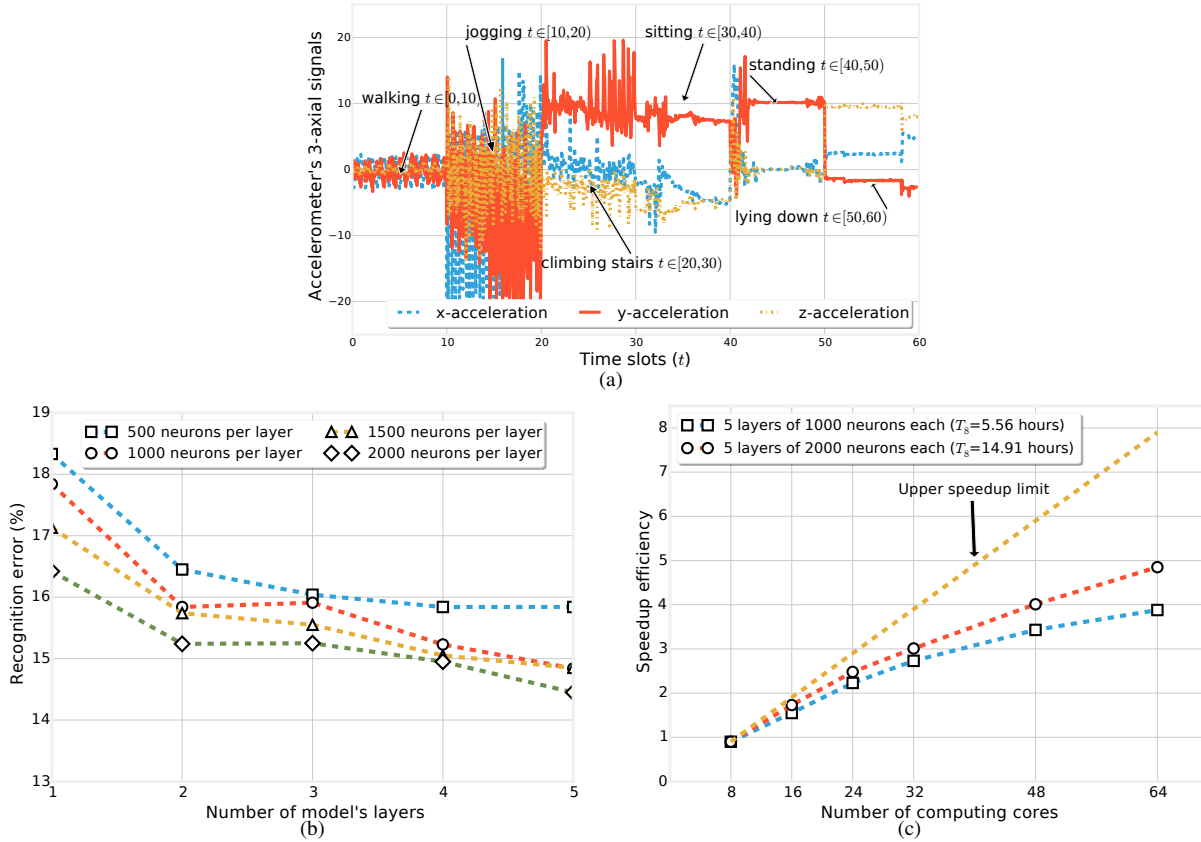 Accelerometer's 3-axial signals
20
10
0
−10
−20
jogging t∈[10,20)
sitting t∈[30,40)
walking t∈[0,10)
standing t∈[40,50)
lying down t∈[50,60)
climbing stairs t∈[20,30)
x-acceleration y-acceleration z-acceleration
0 10 20 30 40 50 60
Time slots (t)
(a)
Recognition error (%)
19
18
17
16
15
14
13
500 neurons per layer 1500 neurons per layer
1000 neurons per layer 2000 neurons per layer
1 2 3 4 5
Number of model's layers
(b)
Speedup efficiency
8
7
6
5
4
3
2
1
0
5 layers of 1000 neurons each (T8=5.56 hours)
5 layers of 2000 neurons each (T8=14.91 hours)
Upper speedup limit
8 16 24 32 48 64
Number of computing cores
(c)